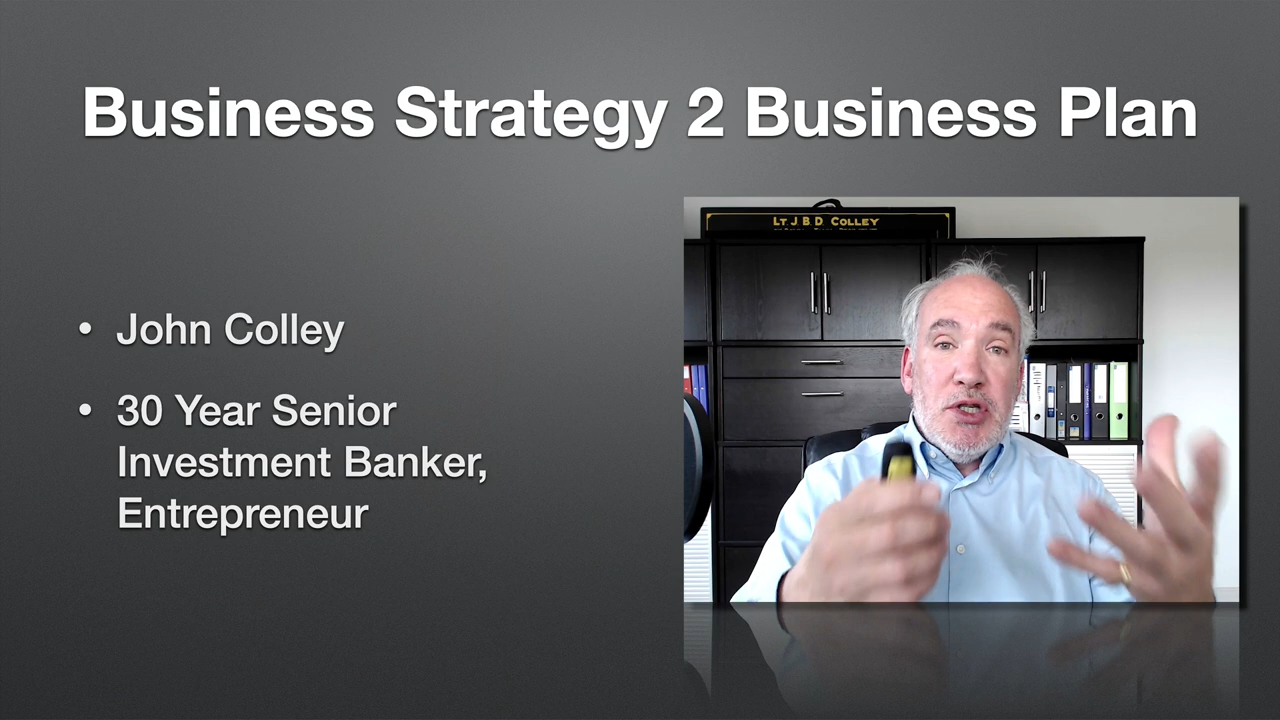 Business Strategy 2 Business Plan
LT. J. B. D. COLLEY
• John Colley
• 30 Year Senior
Investment Banker,
Entrepreneur